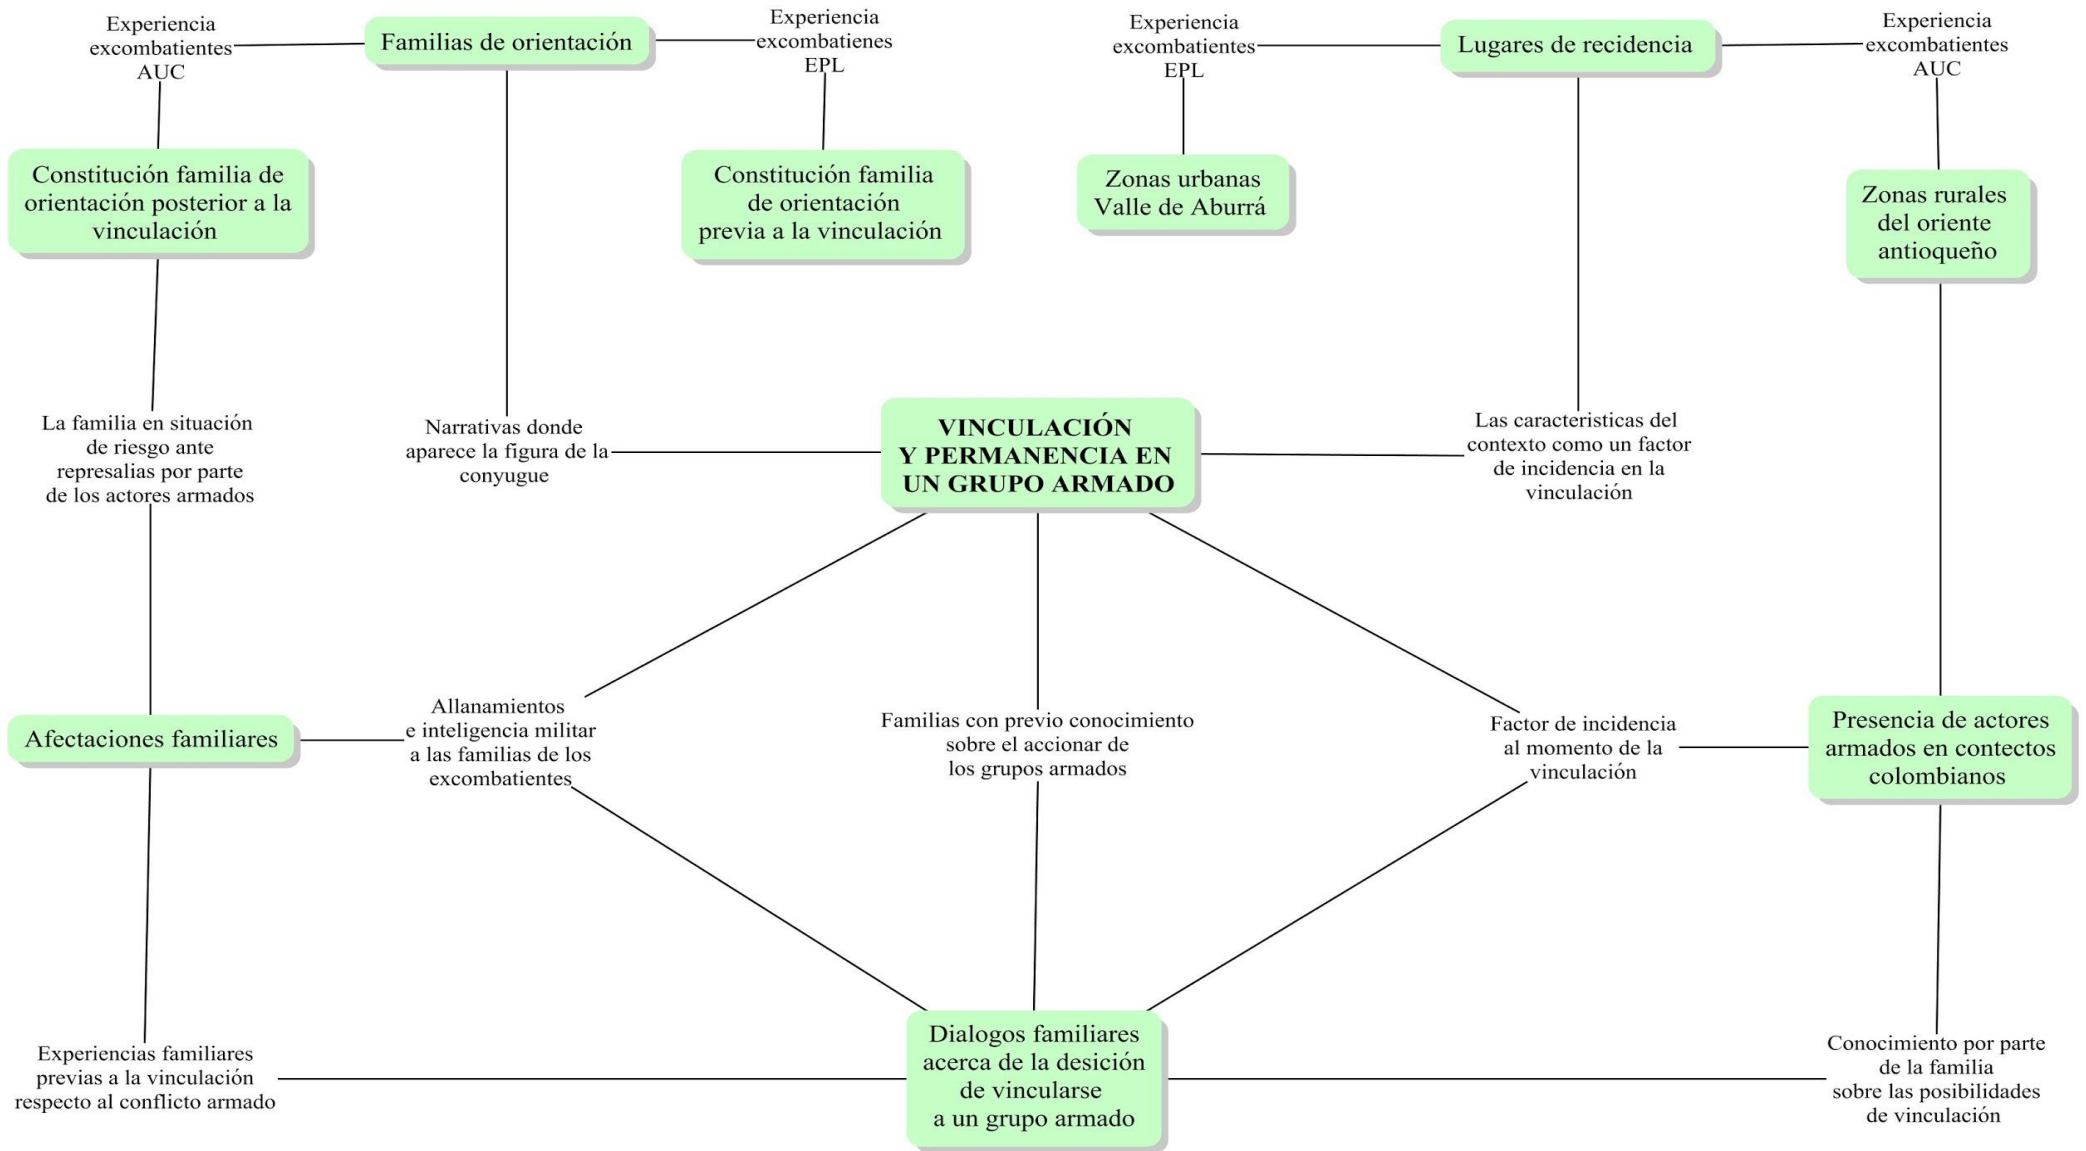 Experiencia
excombatientes
AUC
Familias de orientación
Experiencia
excombatienes
EPL
Experiencia
excombatientes
EPL
Lugares de recidencia
Experiencia
excombatientes
AUC
Constitución familia de
orientación posterior a la
vinculación
Constitución familia
de orientación
previa a la vinculación
Zonas urbanas
Valle de Aburrá
Zonas rurales
del oriente
antioqueño
La familia en situación
de riesgo ante
represalias por parte
de los actores armados
Narrativas donde
aparece la figura de la
conyugue
VINCULACIÓN
Y PERMANENCIA EN
UN GRUPO ARMADO
Las caracteristicas del
contexto como un factor
de incidencia en la
vinculación
Afectaciones familiares
Allanamientos
e inteligencia militar
a las familias de los
excombatientes
Familias con previo conocimiento
sobre el accionar de
los grupos armados
Factor de incidencia
al momento de la
vinculación
Presencia de actores
armados en contectos
colombianos
Experiencias familiares
previas a la vinculación
respecto al conflicto armado
Dialogos familiares
acerca de la desición
de vincularse
a un grupo armado
Conocimiento por parte
de la familia
sobre las posibilidades
de vinculación